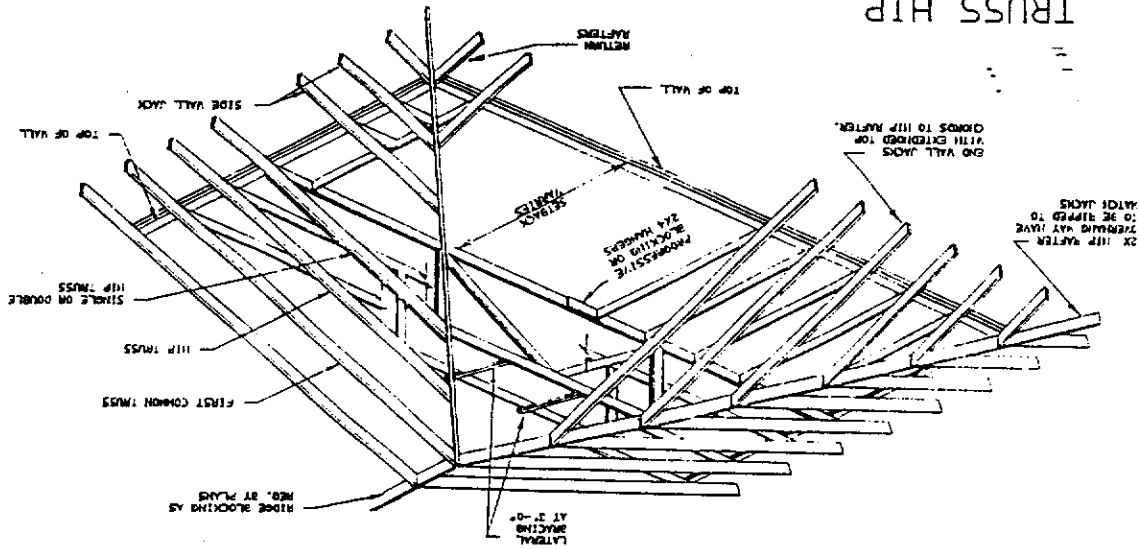 TRUSS HIP
RIDGE BLOCKING AS
REQ. BY PLANS
LATERAL
BRACING
AT 3'-0"
FIRST COMMON TRUSS
HIP TRUSS
SINGLE OR DOUBLE
HIP TRUSS
TOP OF WALL
SIDE WALL JACK
RETURN
RAFTERS
SETBACK
VARIES
PROGRESSIVE
BLOCKING OR
2X4 HANGERS
TOP OF WALL
END WALL JACKS
WITH EXTENDED TOP
CHORDS TO HIP RAFTER.
HIP RAFTER
OVERHANG MAY HAVE
TO BE RIPPED TO
MATCH JACKS